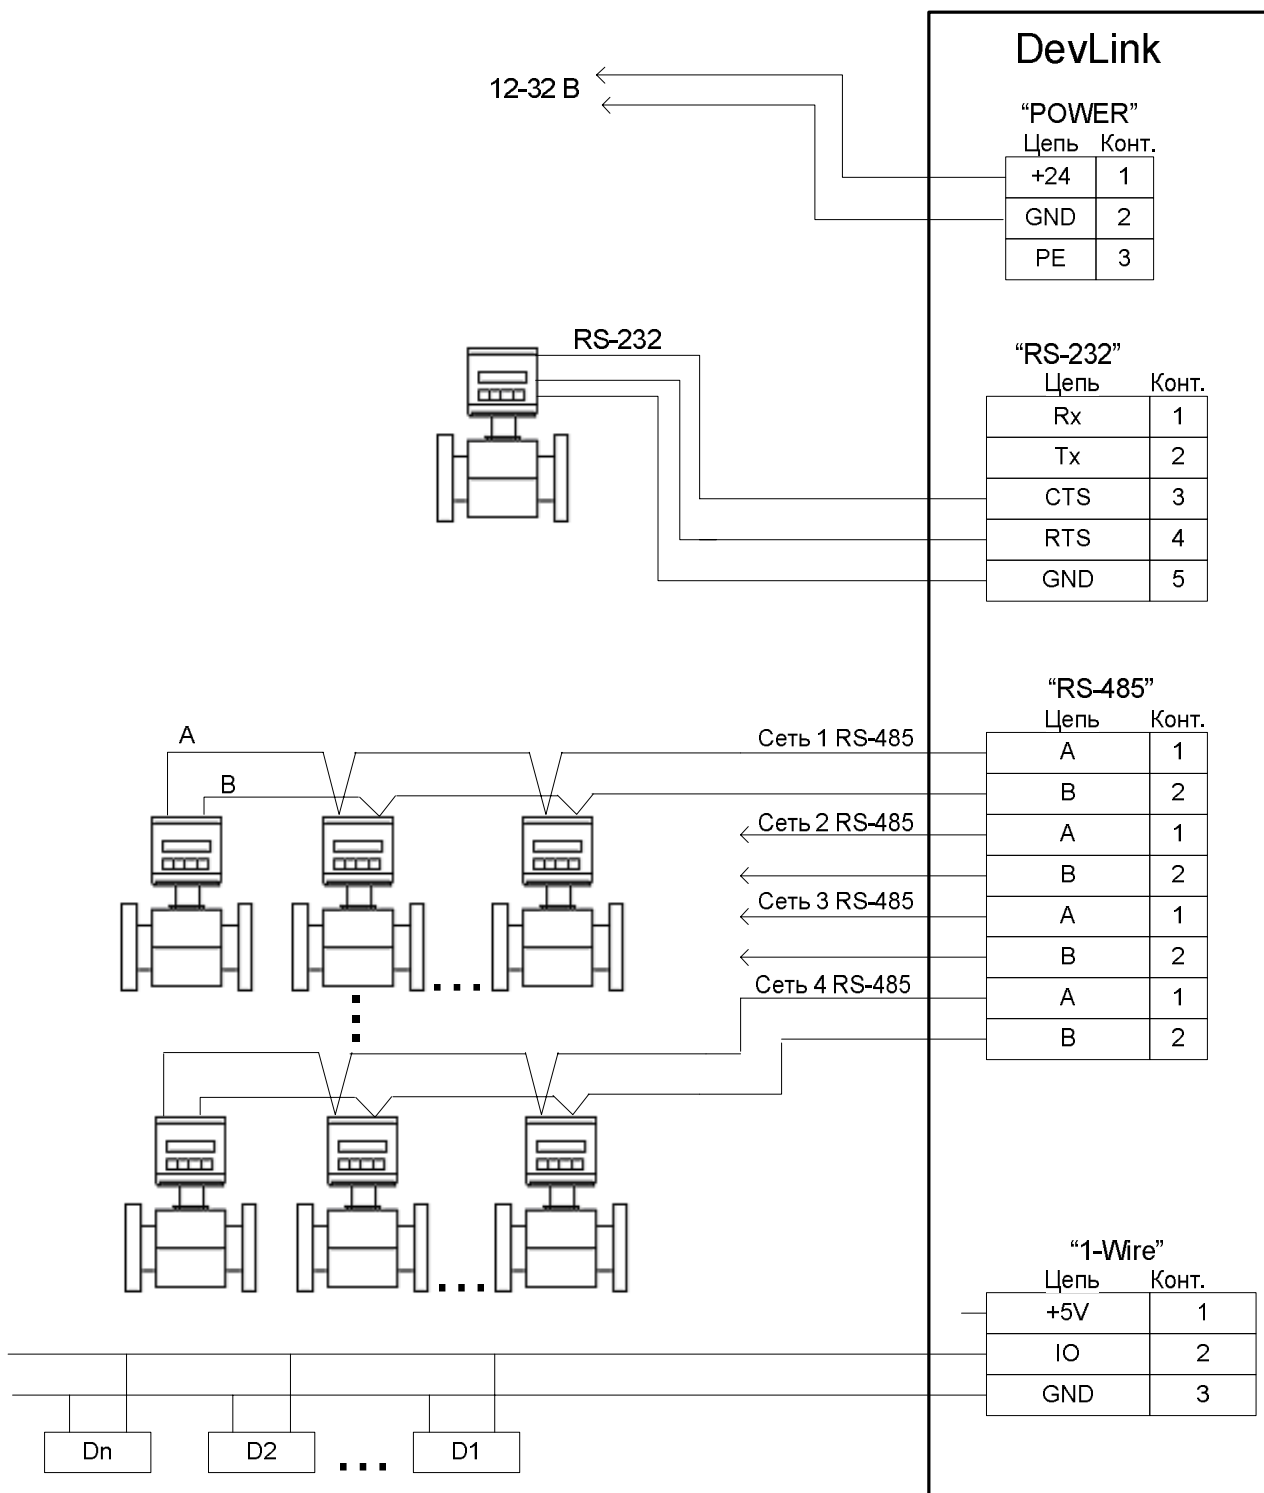 DevLink
12-32 В
“POWER”
Цепь Конт.
+24 1
GND 2
PE 3
RS-232
“RS-232”
Цепь Конт.
Rx 1
Tx 2
CTS 3
RTS 4
GND 5
“RS-485”
Цепь Конт.
A
B
Сеть 1 RS-485
A 1
B 2
Сеть 2 RS-485
A 1
B 2
Сеть 3 RS-485
A 1
B 2
Сеть 4 RS-485
A 1
B 2
“1-Wire”
Цепь Конт.
+5V 1
IO 2
GND 3
Dn D2 D1